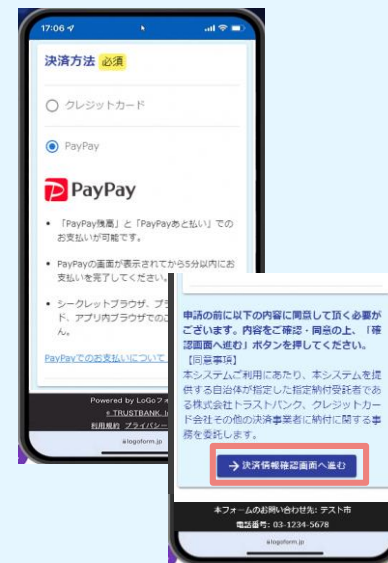 17:06
決済方法 必須
クレジットカード
PayPay
PayPay
• 「PayPay残高」と「PayPayあと払い」での
お支払いが可能です。
• PayPayの画面が表示されてから5分以内にお
支払いを完了してください。
• シークレットブラウザ、プラ
ド、アプリ内ブラウザでのこ
ん。
PayPayでのお支払いについて
Powered by LoGoフォ
© TRUSTBANK, I
利用規約 プライバシー
logoform.jp
申請の前に以下の内容に同意して頂く必要が
ございます。内容をご確認・同意の上、「確
認画面へ進む」ボタンを押してください。
【同意事項】
本システムご利用にあたり、本システムを提
供する自治体が指定した指定納付受託者であ
る株式会社トラストバンク、クレジットカー
ド会社その他の決済事業者に納付に関する事
務を委託します。
→決済情報確認画面へ進む
本フォームのお問い合わせ先: テスト市
電話番号: 03-1234-5678
logoform.jp